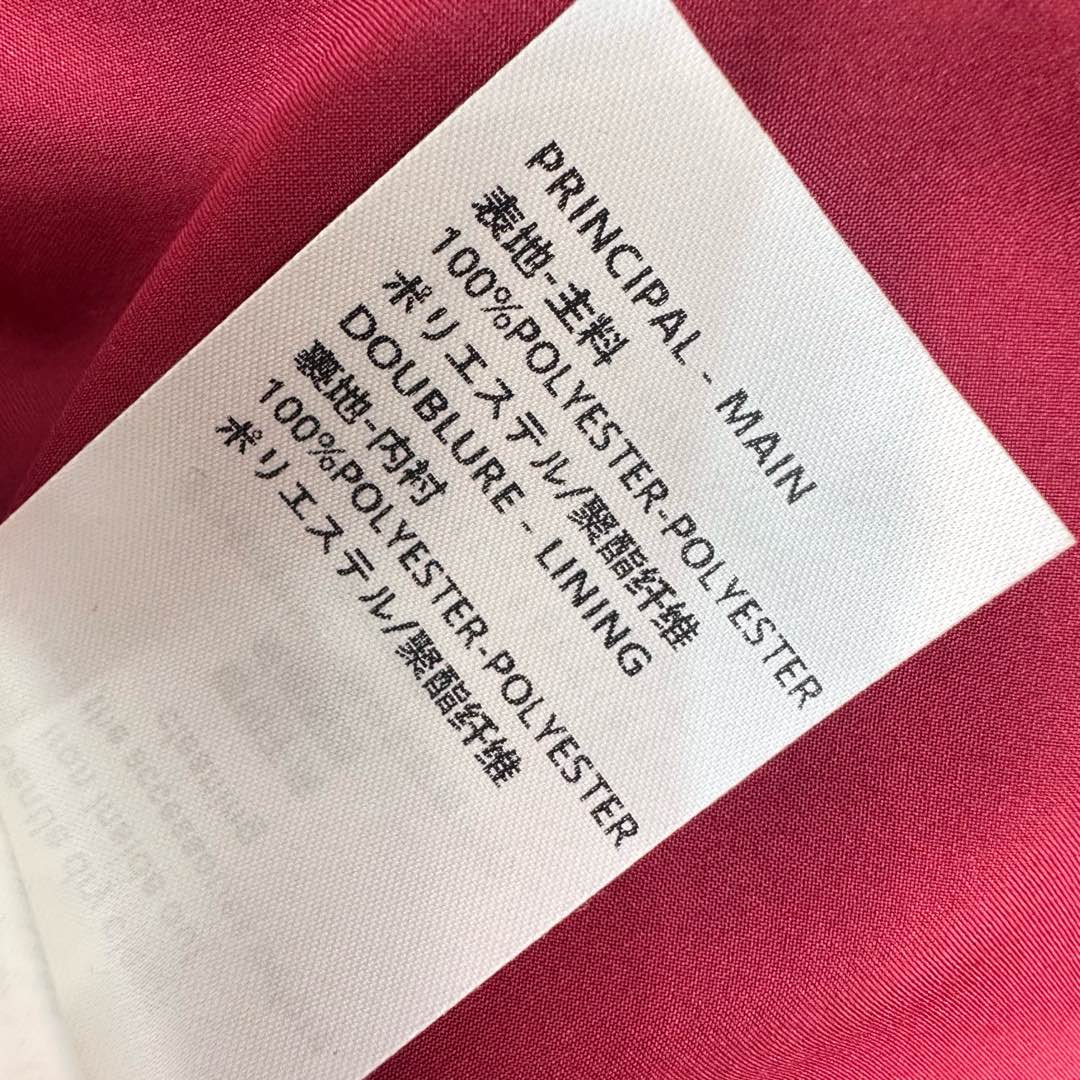 PRINCIPAL - MAIN
表地-主料
100%POLYESTER-POLYESTER
ポリエステル/聚酯纤维
DOUBLURE - LINING
裏地-内衬
100%POLYESTER-POLYESTER
ポリエステル/聚酯纤维